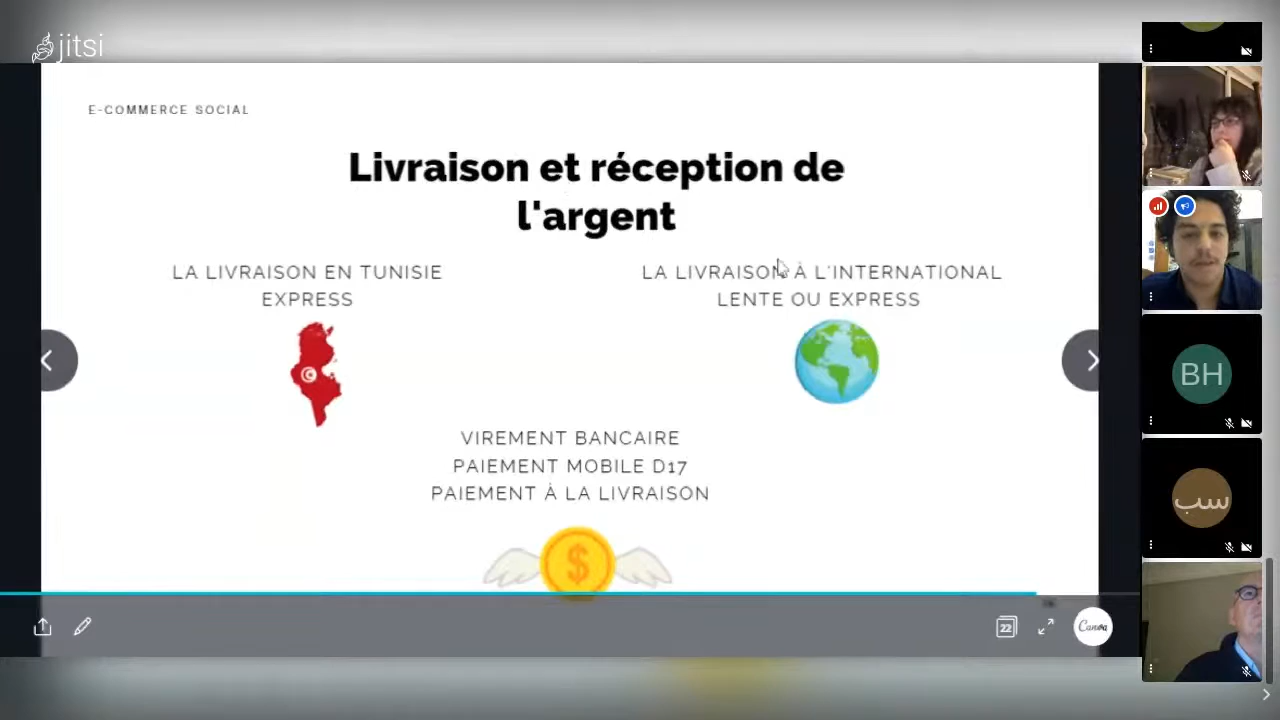 jitsi
E-COMMERCE SOCIAL
Livraison et réception de
l'argent
LA LIVRAISON EN TUNISIE
EXPRESS
LA LIVRAISON À L'INTERNATIONAL
LENTE OU EXPRESS
VIREMENT BANCAIRE
PAIEMENT MOBILE D17
PAIEMENT À LA LIVRAISON
$
22
Canva
BH
سب